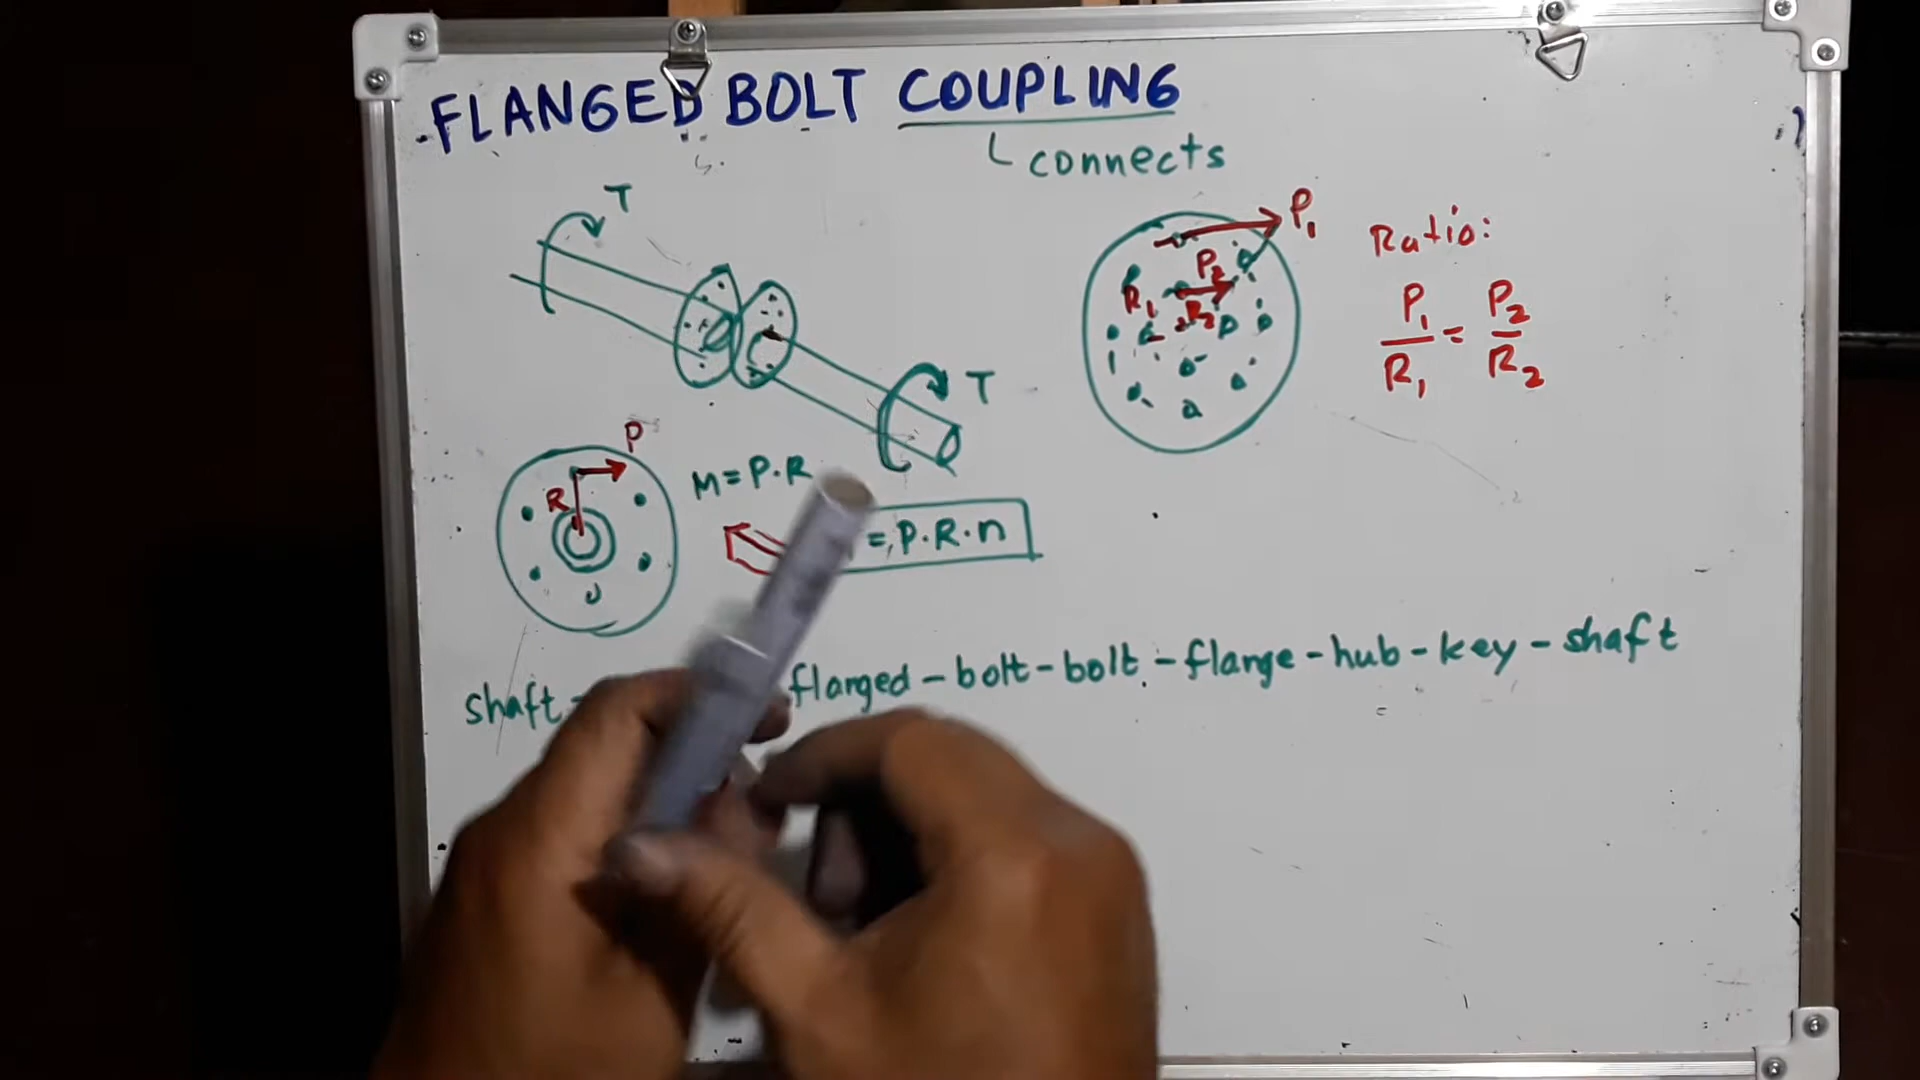 FLANGED BOLT COUPLING
connects
T
T
P
R
M=P·R
=P·R·n
P₁
P₂
R₁
R₂
Ratio:
P₁/R₁ = P₂/R₂
shaft - flanged - bolt - bolt - flange - hub - key - shaft